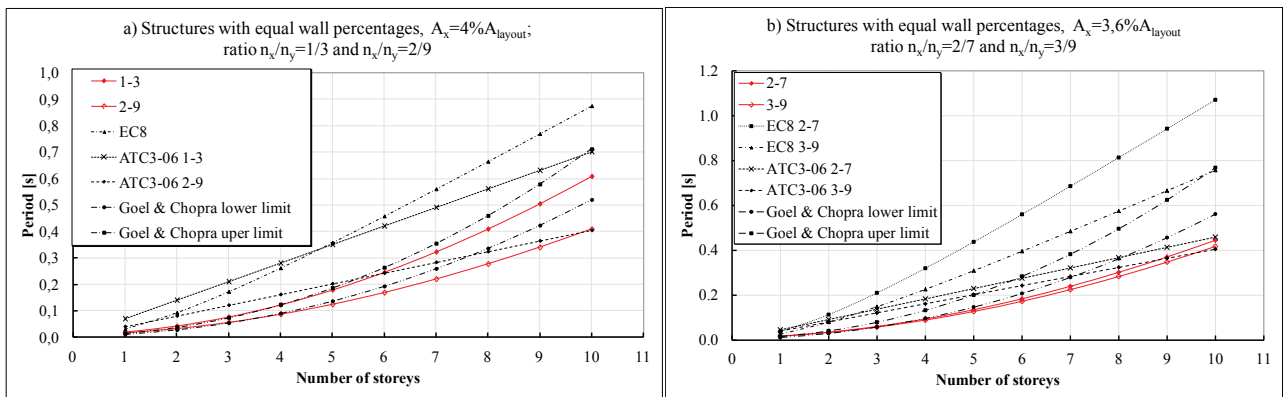 a) Structures with equal wall percentages, Ax=4%Alayout;
ratio nx/ny=1/3 and nx/ny=2/9
1,0
0,9
0,8
0,7
0,6
0,5
0,4
0,3
0,2
0,1
0,0
Period [s]
1-3
2-9
EC8
ATC3-06 1-3
ATC3-06 2-9
Goel & Chopra lower limit
Goel & Chopra uper limit
0 1 2 3 4 5 6 7 8 9 10 11
Number of storeys
b) Structures with equal wall percentages, Ax=3,6%Alayout
ratio nx/ny=2/7 and nx/ny=3/9
1.2
1.0
0.8
0.6
0.4
0.2
0.0
Period [s]
2-7
3-9
EC8 2-7
EC8 3-9
ATC3-06 2-7
ATC3-06 3-9
Goel & Chopra lower limit
Goel & Chopra uper limit
0 1 2 3 4 5 6 7 8 9 10 11
Number of storeys